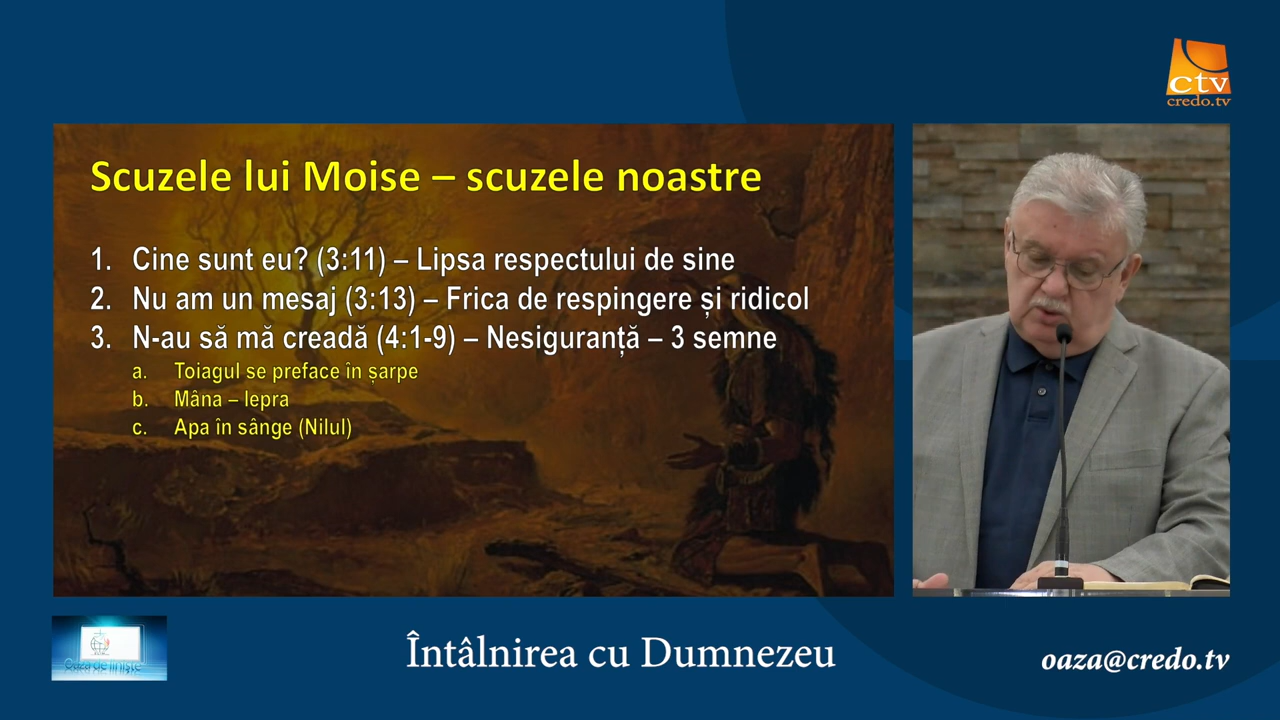 ctv
credo.tv
Scuzele lui Moise – scuzele noastre
1. Cine sunt eu? (3:11) – Lipsa respectului de sine
2. Nu am un mesaj (3:13) – Frica de respingere și ridicol
3. N-au să mă creadă (4:1-9) – Nesiguranță – 3 semne
a. Toiagul se preface în șarpe
b. Mâna – lepra
c. Apa în sânge (Nilul)
Oaza de liniște
Întâlnirea cu Dumnezeu
oaza@credo.tv